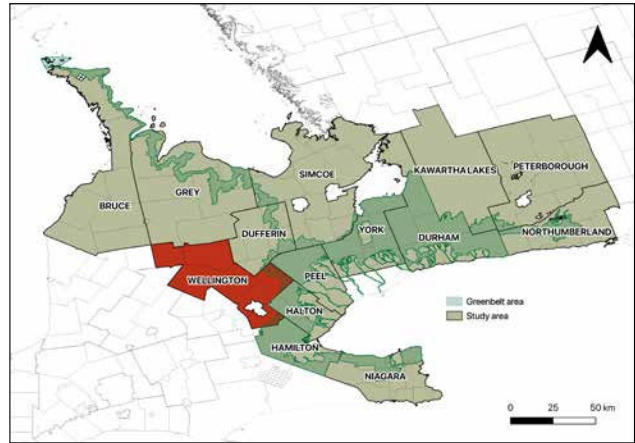 SIMCOE
KAWARTHA LAKES
PETERBOROUGH
BRUCE
GREY
DUFFERIN
YORK
DURHAM
NORTHUMBERLAND
WELLINGTON
PEEL
HALTON
HAMILTON
NIAGARA
Greenbelt area
Study area
0 25 50 km